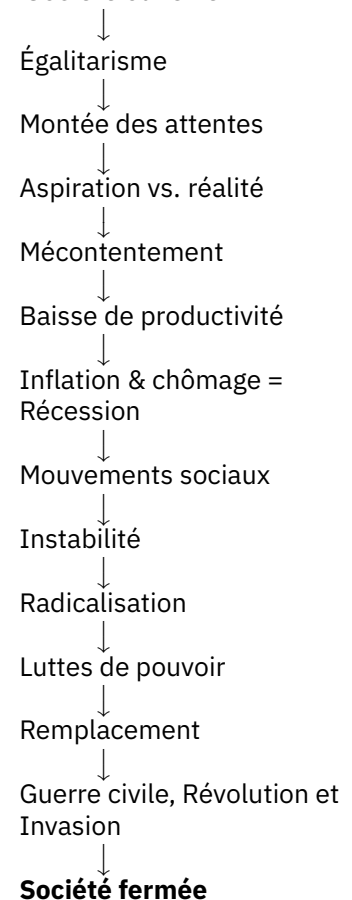 Égalitarisme
Montée des attentes
Aspiration vs. réalité
Mécontentement
Baisse de productivité
Inflation & chômage =
Récession
Mouvements sociaux
Instabilité
Radicalisation
Luttes de pouvoir
Remplacement
Guerre civile, Révolution et
Invasion
Société fermée